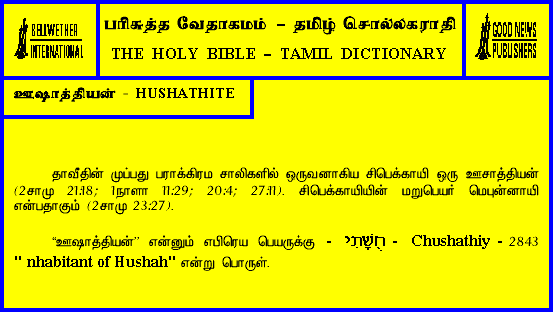 BELLWETHER
INTERNATIONAL
பரிசுத்த வேதாகமம் – தமிழ் சொல்லகராதி
THE HOLY BIBLE – TAMIL DICTIONARY
GOOD NEWS
PUBLISHERS
ஊஷாத்தியன் - HUSHATHITE
தாவீதின் முப்பது பராக்கிரம சாலிகளில் ஒருவனாகிய சிபெக்காயி ஒரு ஊசாத்தியன்
(2சாமு 21:18; 1நாளா 11:29; 20:4; 27:11). சிபெக்காயியின் மறுபெயர் மெபுன்னாயி
என்பதாகும் (2சாமு 23:27).
“ஊஷாத்தியன்” என்னும் எபிரெய பெயருக்கு - חֻשָׁתִי - Chushathiy - 2843
" nhabitant of Hushah" என்று பொருள்.